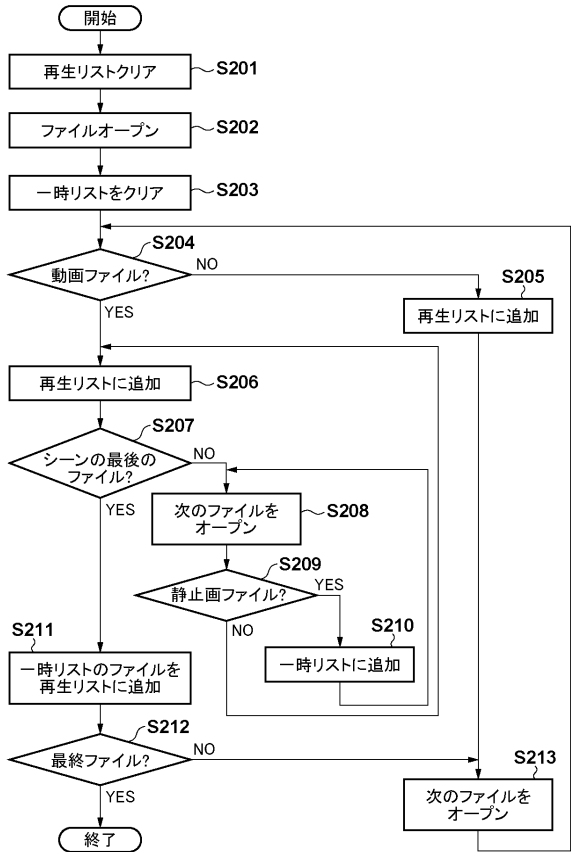 開始
再生リストクリア
S201
ファイルオープン
S202
一時リストをクリア
S203
S204
動画ファイル?
NO
YES
S205
再生リストに追加
再生リストに追加
S206
S207
シーンの最後の
ファイル?
NO
YES
次のファイルを
オープン
S208
S209
静止画ファイル?
YES
NO
S210
一時リストに追加
S211
一時リストのファイルを
再生リストに追加
S212
最終ファイル?
NO
YES
S213
次のファイルを
オープン
終了